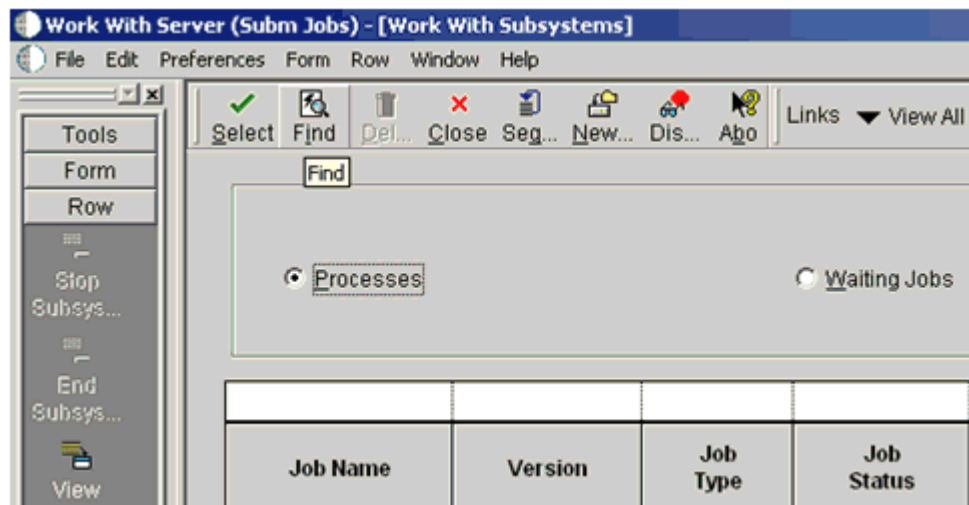 Work With Server (Subm Jobs) - [Work With Subsystems]
File Edit Preferences Form Row Window Help
Select Find Del... Close Seg... New... Dis... Abo Links View All
Find
Tools
Form
Row
Stop
Subsys...
End
Subsys...
View
Processes Waiting Jobs
Job Name Version Job Type Job Status